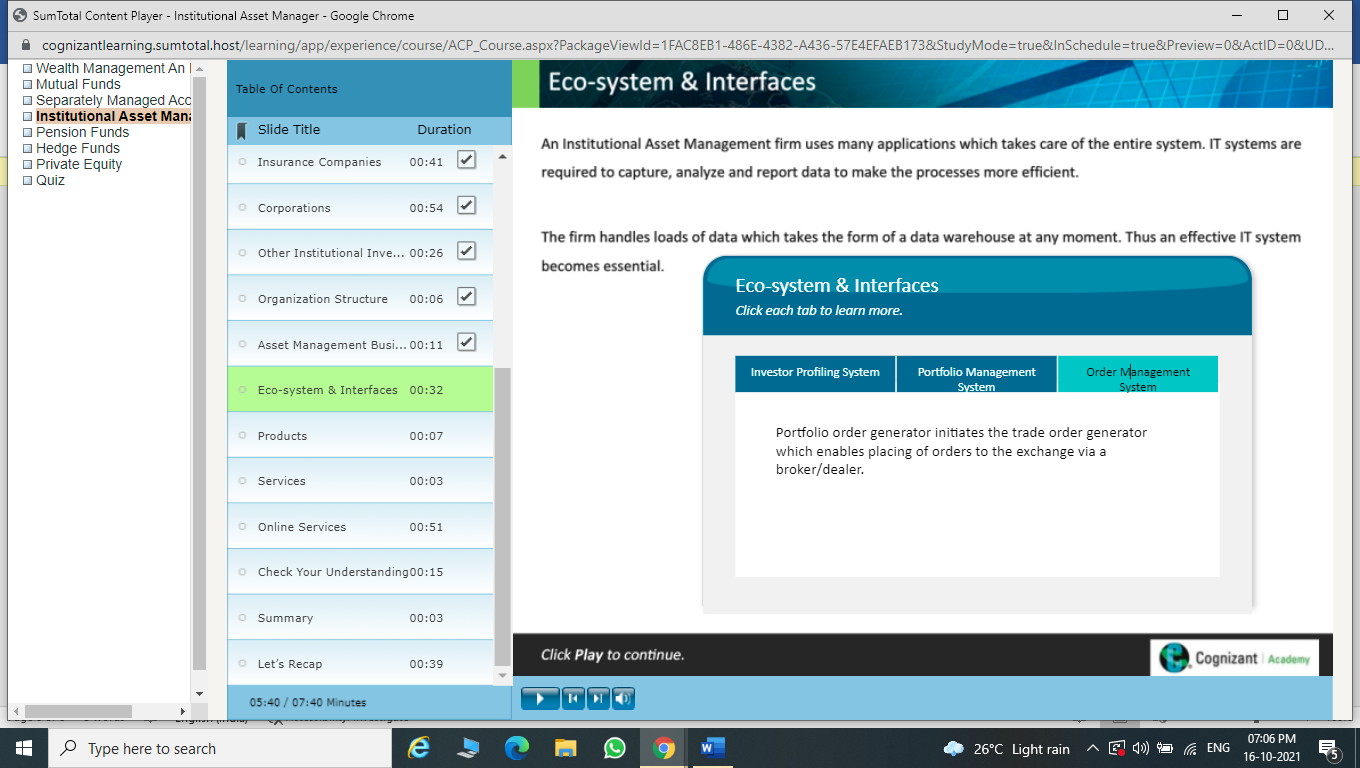 SumTotal Content Player - Institutional Asset Manager - Google Chrome
cognizantlearning.sumtotal.host/learning/app/experience/course/ACP_Course.aspx?PackageViewId=1FAC8EB1-486E-4382-A436-57E4EFAEB173&StudyMode=true&InSchedule=true&Preview=0&ActID=0&UD...
Wealth Management An I
Mutual Funds
Separately Managed Acc
Institutional Asset Mana
Pension Funds
Hedge Funds
Private Equity
Quiz
Table Of Contents
Slide Title Duration
Insurance Companies 00:41
Corporations 00:54
Other Institutional Inve... 00:26
Organization Structure 00:06
Asset Management Busi... 00:11
Eco-system & Interfaces 00:32
Products 00:07
Services 00:03
Online Services 00:51
Check Your Understanding 00:15
Summary 00:03
Let's Recap 00:39
05:40 / 07:40 Minutes
Eco-system & Interfaces
An Institutional Asset Management firm uses many applications which takes care of the entire system. IT systems are
required to capture, analyze and report data to make the processes more efficient.
The firm handles loads of data which takes the form of a data warehouse at any moment. Thus an effective IT system
becomes essential.
Eco-system & Interfaces
Click each tab to learn more.
Investor Profiling System
Portfolio Management
System
Order Management
System
Portfolio order generator initiates the trade order generator
which enables placing of orders to the exchange via a
broker/dealer.
Click Play to continue.
Cognizant Academy
Type here to search
26°C Light rain
ENG
07:06 PM
16-10-2021
5